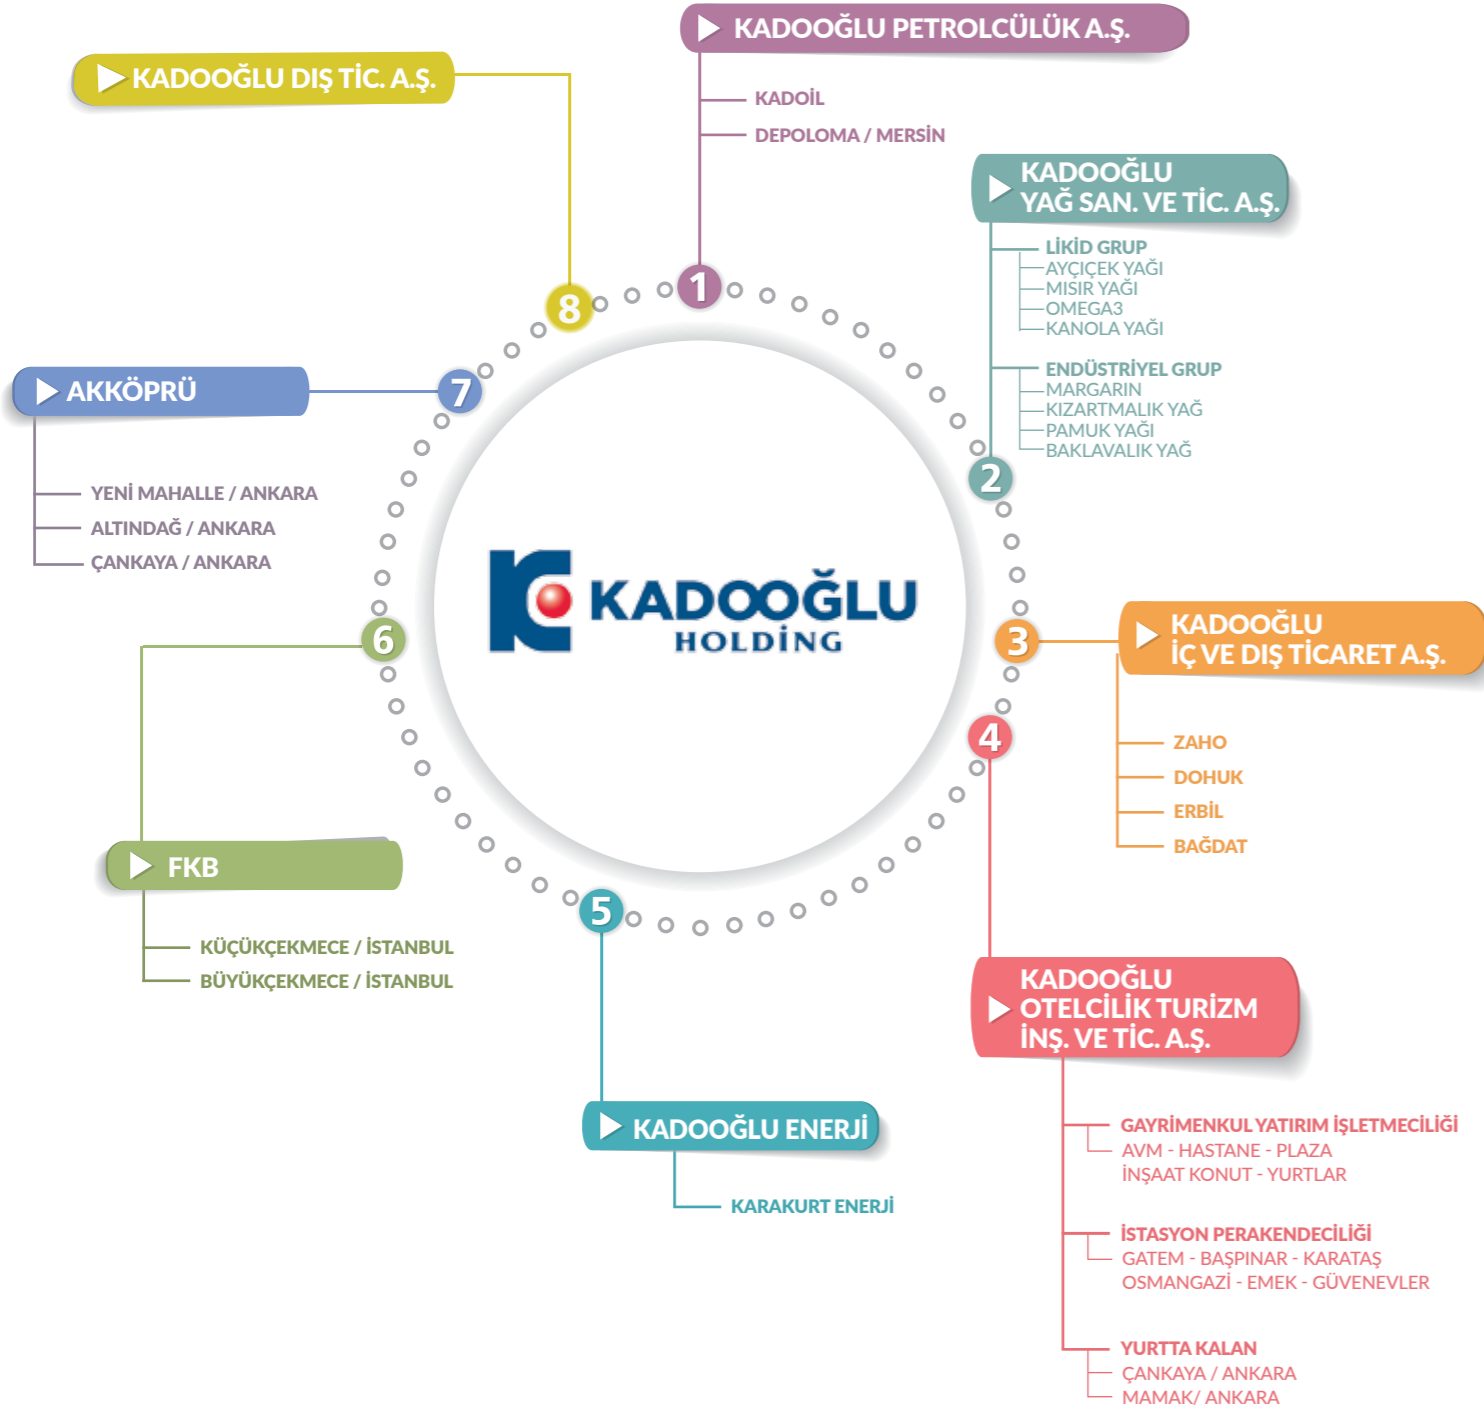 KADOOĞLU PETROLCÜLÜK A.Ş.
KADOİL
DEPOLOMA / MERSİN
1
KADOOĞLU
YAĞ SAN. VE TİC. A.Ş.
LİKİD GRUP
AYÇIÇEK YAĞI
MISIR YAĞI
OMEGA3
KANOLA YAĞI
ENDÜSTRİYEL GRUP
MARGARIN
KIZARTMALIK YAĞ
PAMUK YAĞI
BAKLAVALIK YAĞ
2
3
KADOOĞLU
İÇ VE DIŞ TİCARET A.Ş.
ZAHO
DOHUK
ERBİL
BAĞDAT
4
KADOOĞLU
OTELCİLİK TURİZM
İNŞ. VE TİC. A.Ş.
GAYRİMENKUL YATIRIM İŞLETMECİLİĞİ
AVM - HASTANE - PLAZA
İNŞAAT KONUT - YURTLAR
İSTASYON PERAKENDECİLİĞİ
GATEM - BAŞPINAR - KARATAŞ
OSMANGAZİ - EMEK - GÜVENEVLER
YURTTA KALAN
ÇANKAYA / ANKARA
MAMAK/ ANKARA
5
KADOOĞLU ENERJİ
KARAKURT ENERJİ
6
FKB
KÜÇÜKÇEKMECE / İSTANBUL
BÜYÜKÇEKMECE / İSTANBUL
7
AKKÖPRÜ
YENİ MAHALLE / ANKARA
ALTINDAĞ / ANKARA
ÇANKAYA / ANKARA
8
KADOOĞLU DIŞ TİC. A.Ş.
KADOOĞLU
HOLDİNG